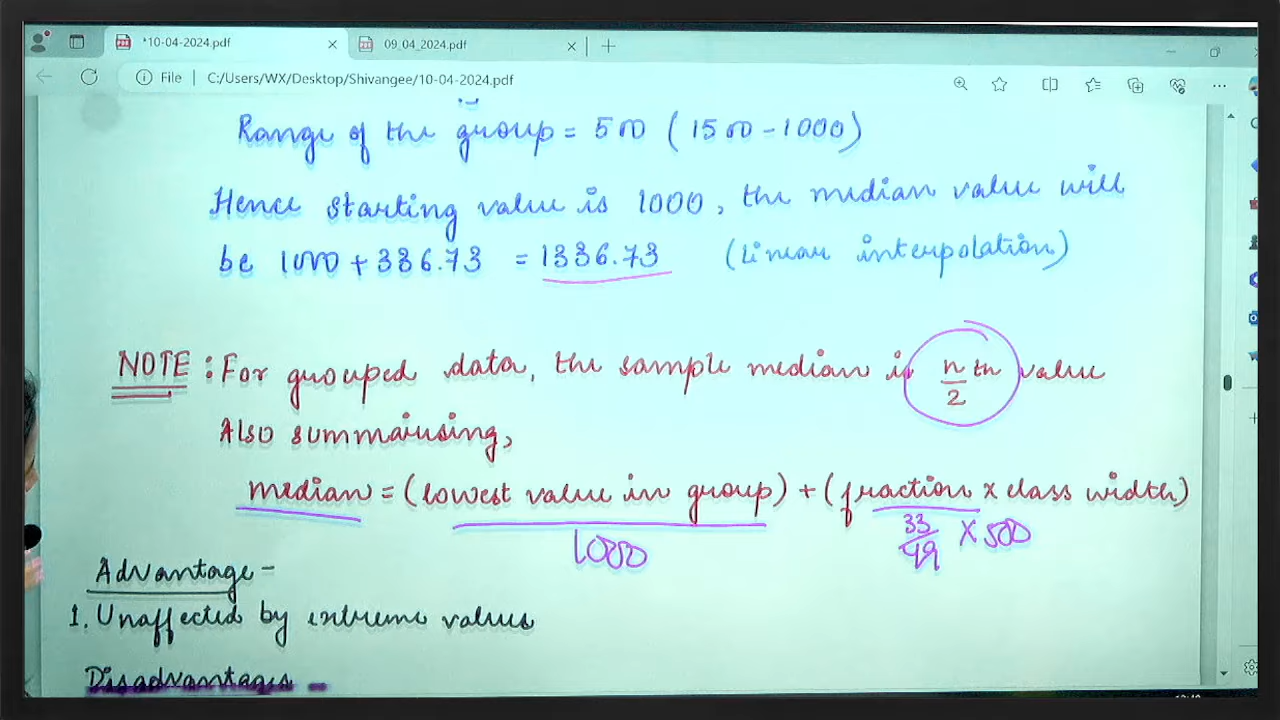 *10-04-2024.pdf
09_04_2024.pdf
File C:/Users/WX/Desktop/Shivangee/10-04-2024.pdf
Range of the group = 500 (1500-1000)
Hence starting value is 1000, the median value will
be 1000 + 336.73 = 1336.73 (linear interpolation)
NOTE: For grouped data, the sample median is n/2 th value
Also summarising,
median = (lowest value in group) + (fraction x class width)
1000 33/49 X 500
Advantage -
1. Unaffected by extreme values
Disadvantages -